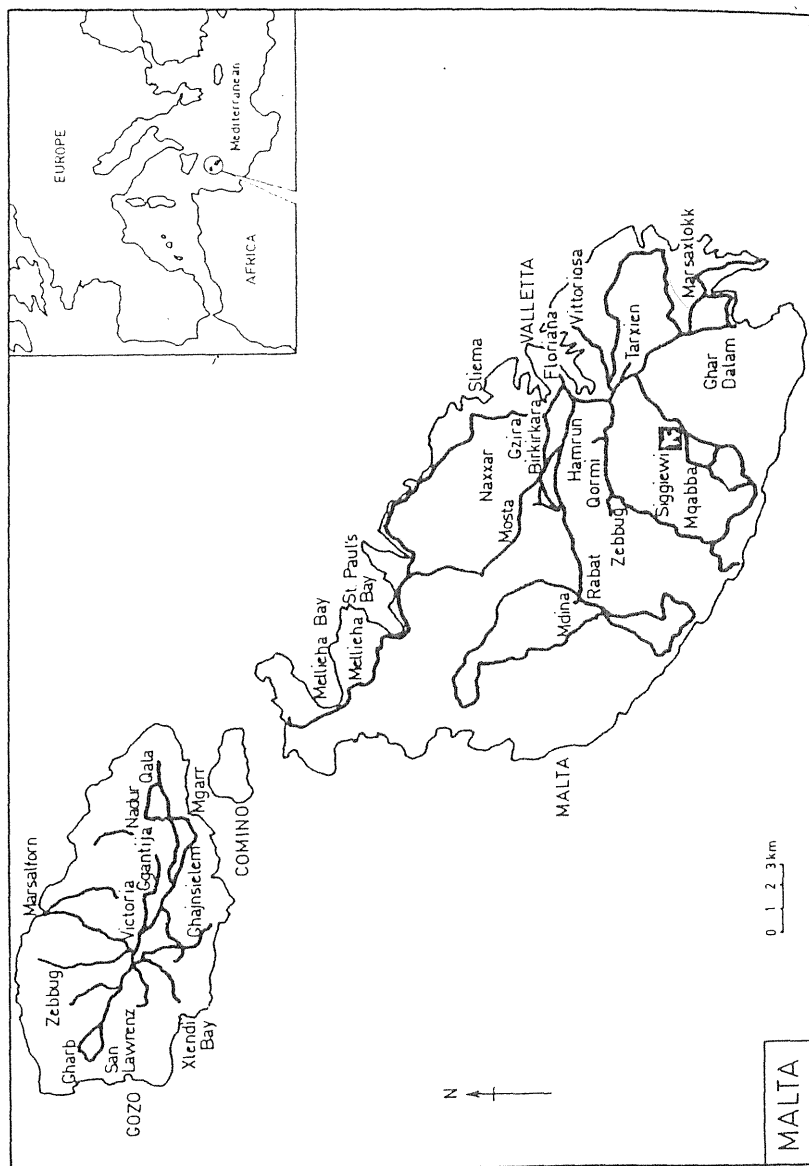 EUROPE
Mediterranean
AFRICA
Marsalforn
Zebbug
Gharb
San
Lawrenz
GOZO
Xlendi
Bay
Victoria
Ggantija
Nadur
Qala
Ghajnsielem
Mgarr
COMINO
Mellieha Bay
Mellieha
St. Paul's
Bay
Naxxar
Mosta
Sliema
Gzira
Birkirkara
VALLETTA
Floriana
Vittoriosa
Hamrun
Qormi
Zebbug
Mdina
Rabat
Siggiewi
Mqabba
Tarxien
Marsaxlokk
Ghar
Dalam
MALTA
N
0 1 2 3km
MALTA